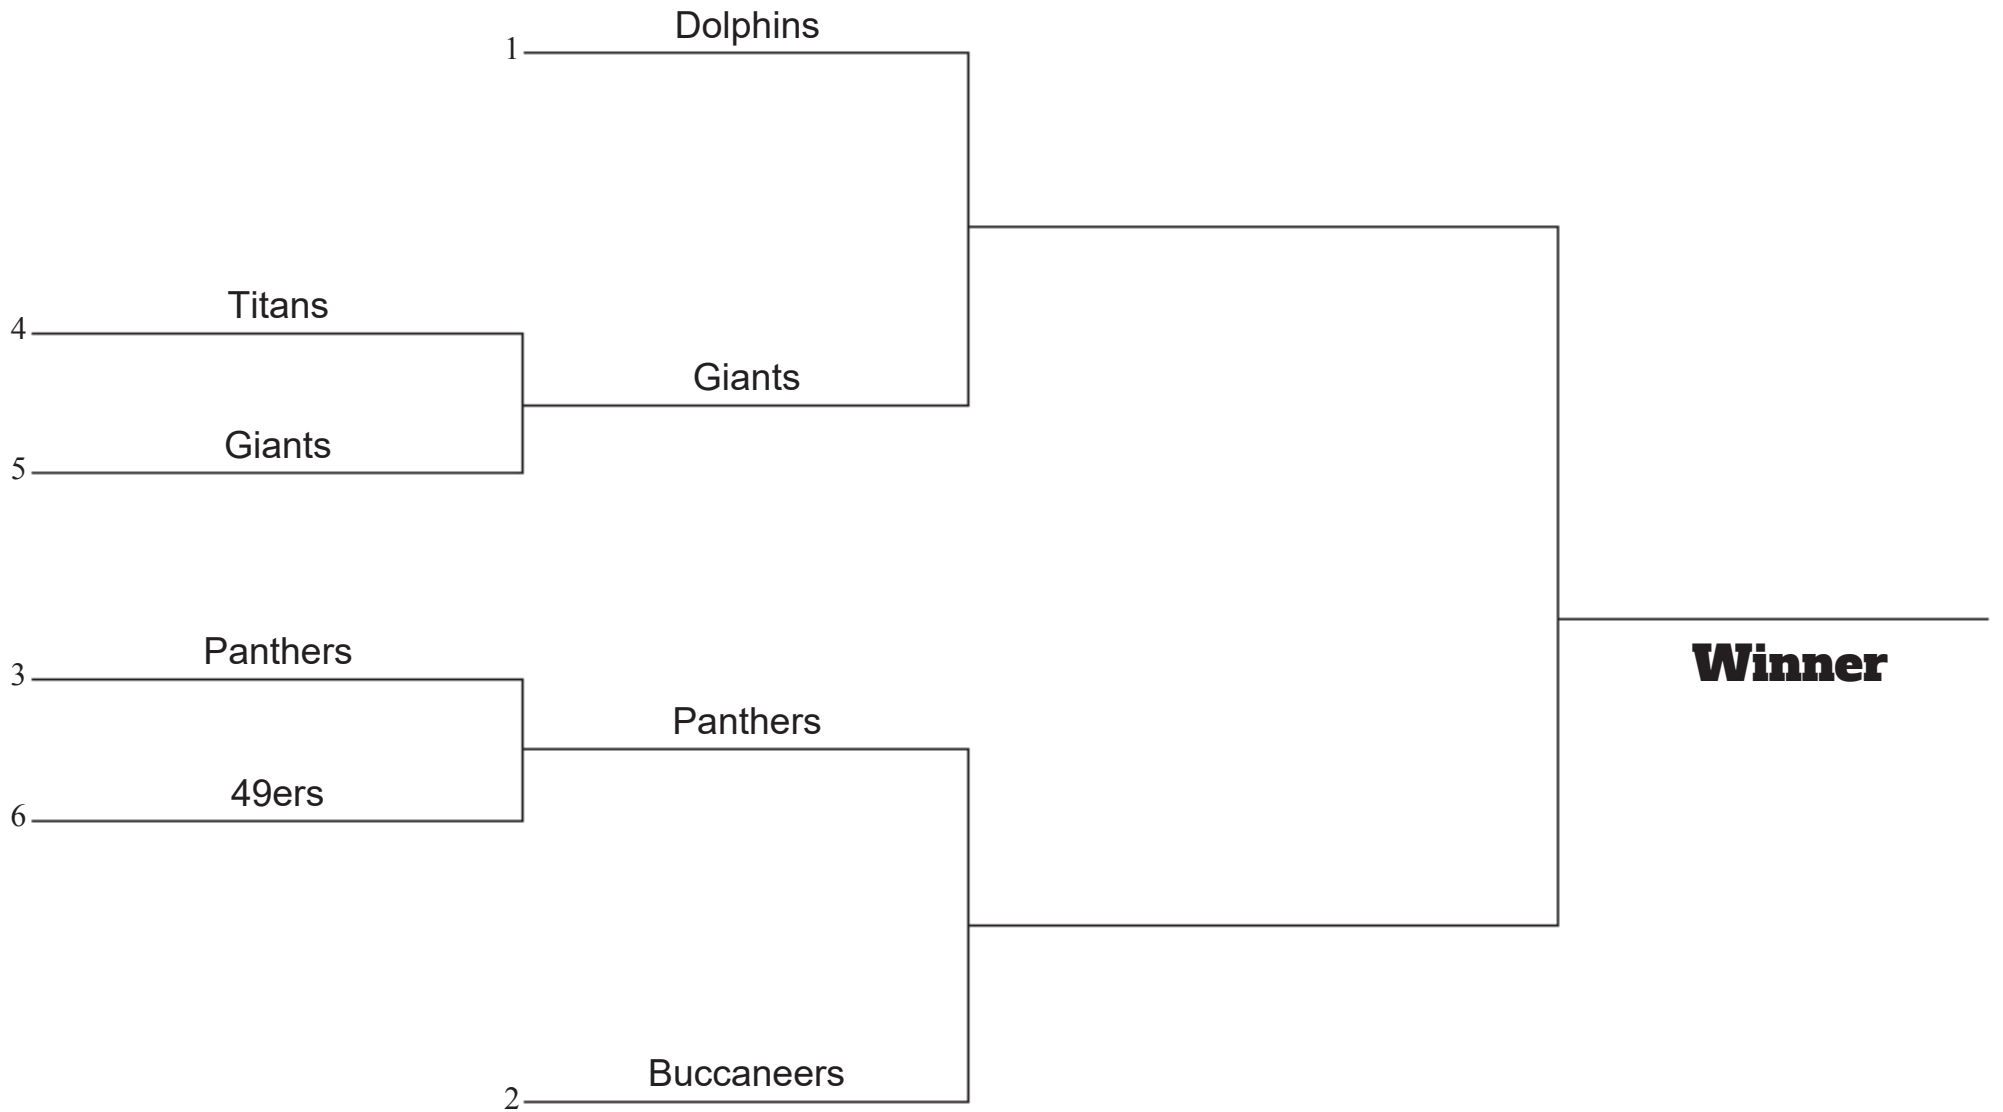 Dolphins
1
Titans
4
Giants
Giants
5
Panthers
3
Panthers
49ers
6
Winner
Buccaneers
2